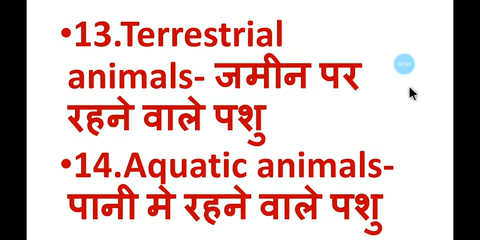 •13.Terrestrial
animals- जमीन पर
रहने वाले पशु
•14.Aquatic animals-
पानी मे रहने वाले पशु